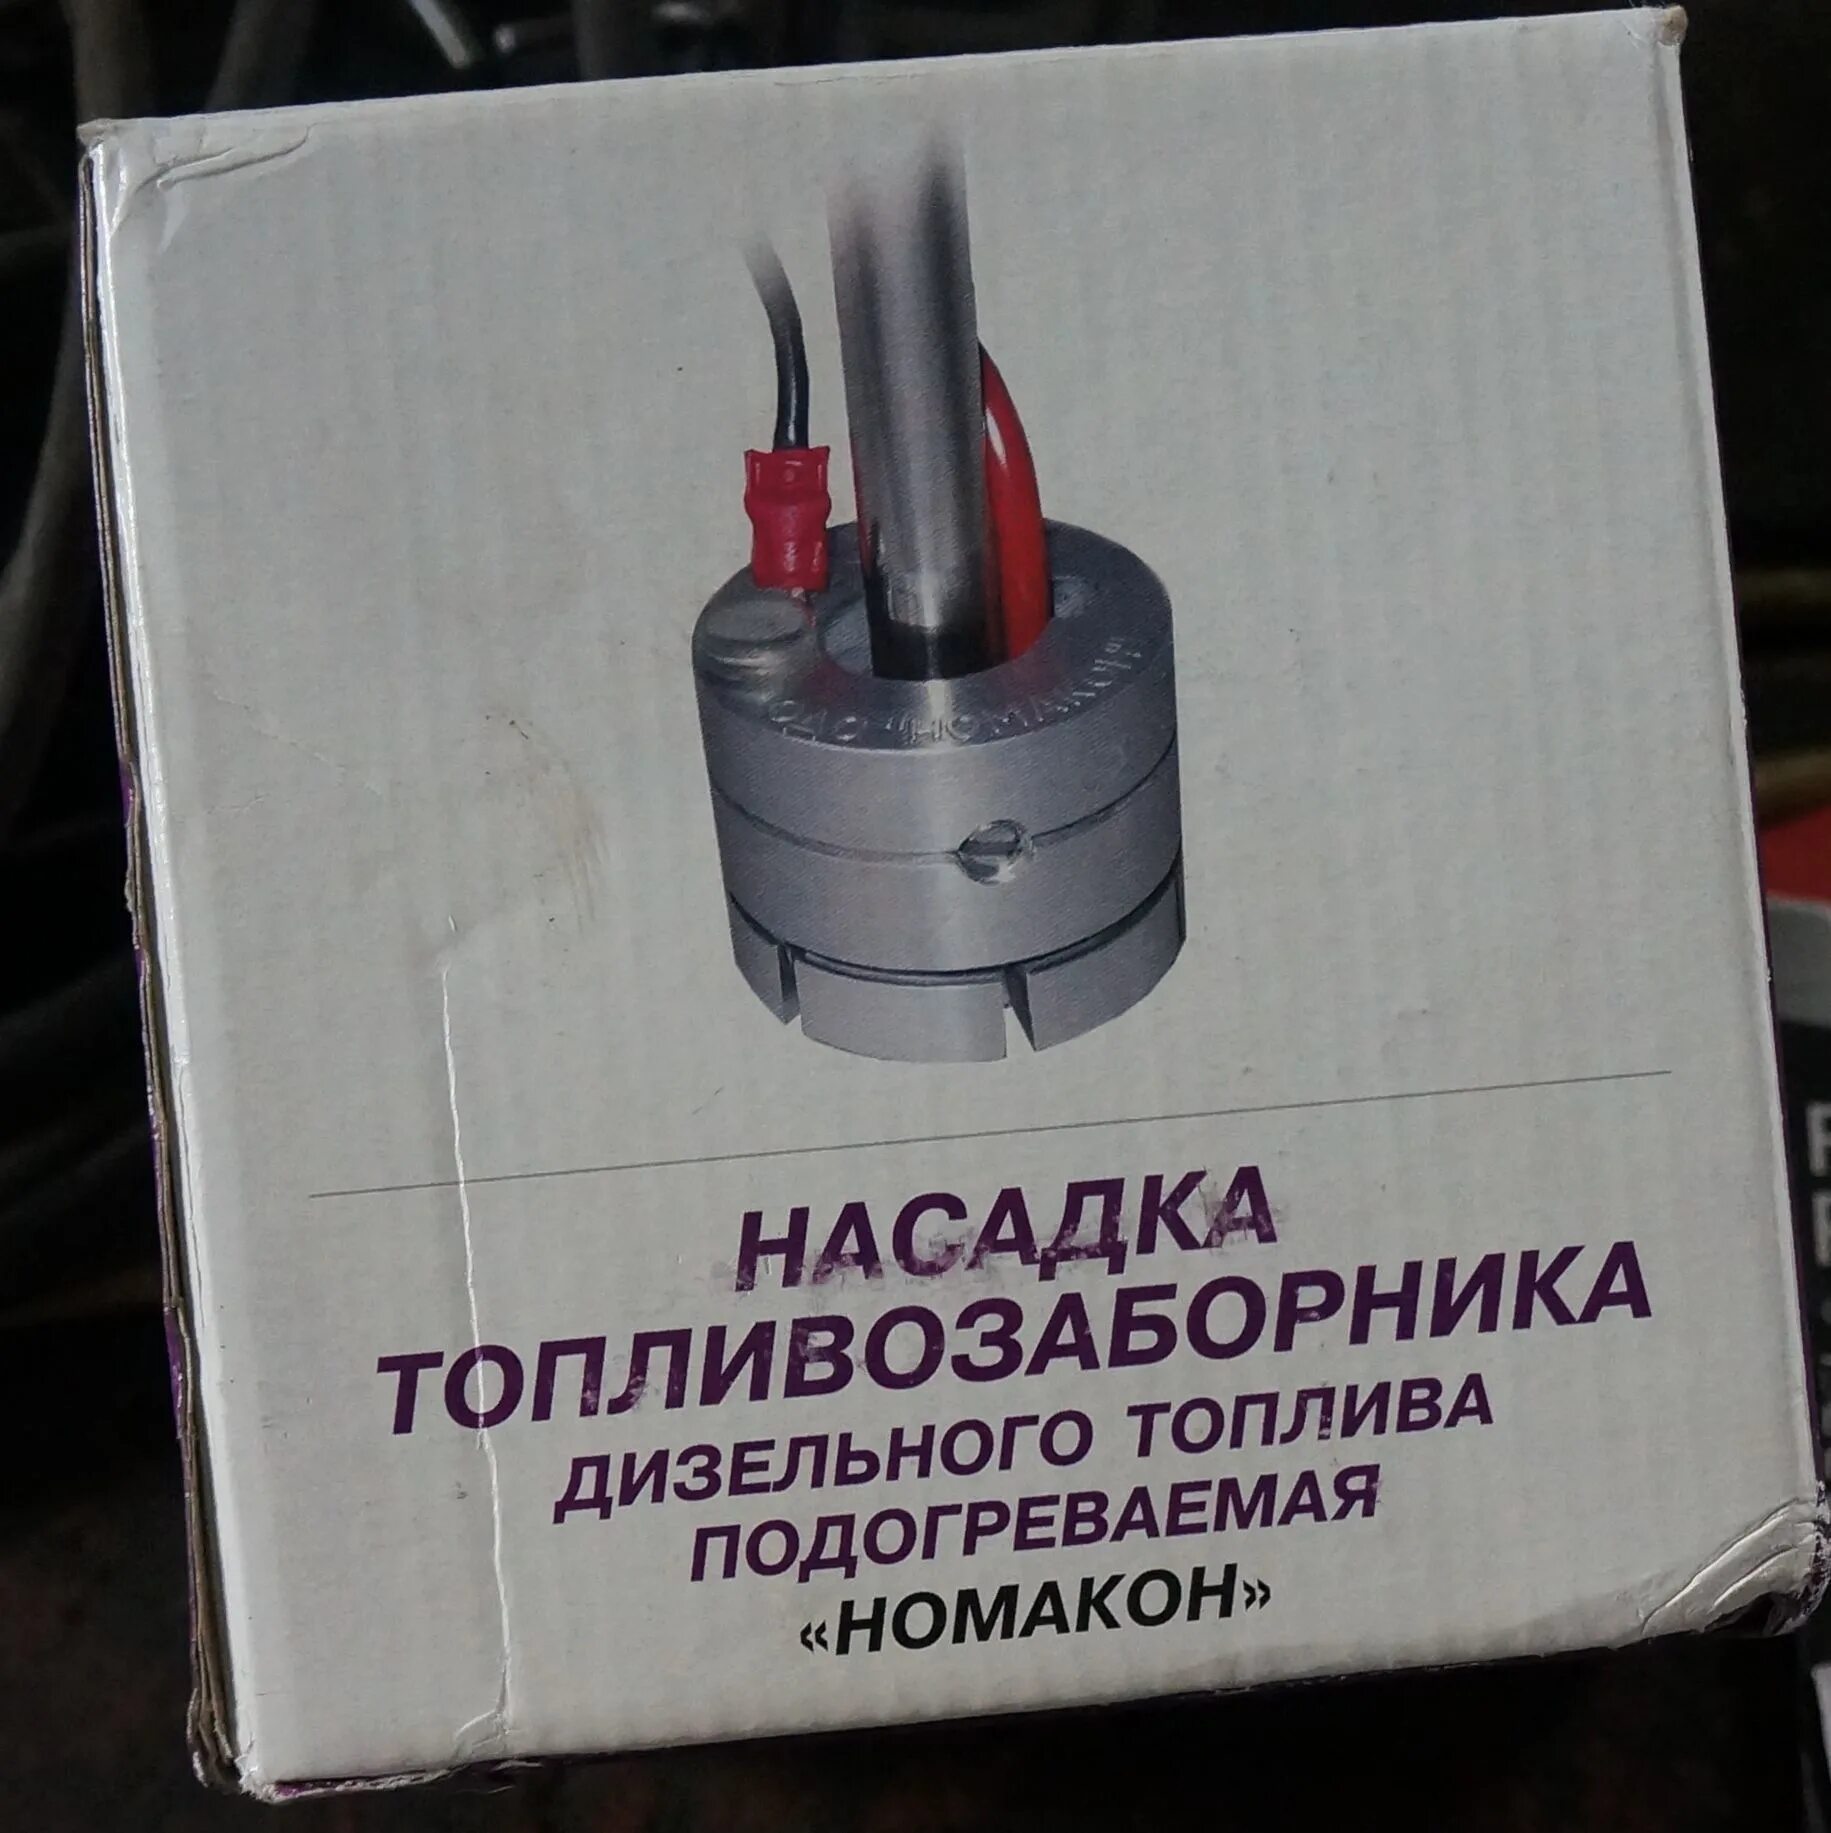 НАСАДКА
ТОПЛИВОЗАБОРНИКА
ДИЗЕЛЬНОГО ТОПЛИВА
ПОДОГРЕВАЕМАЯ
«НОМАКОН»